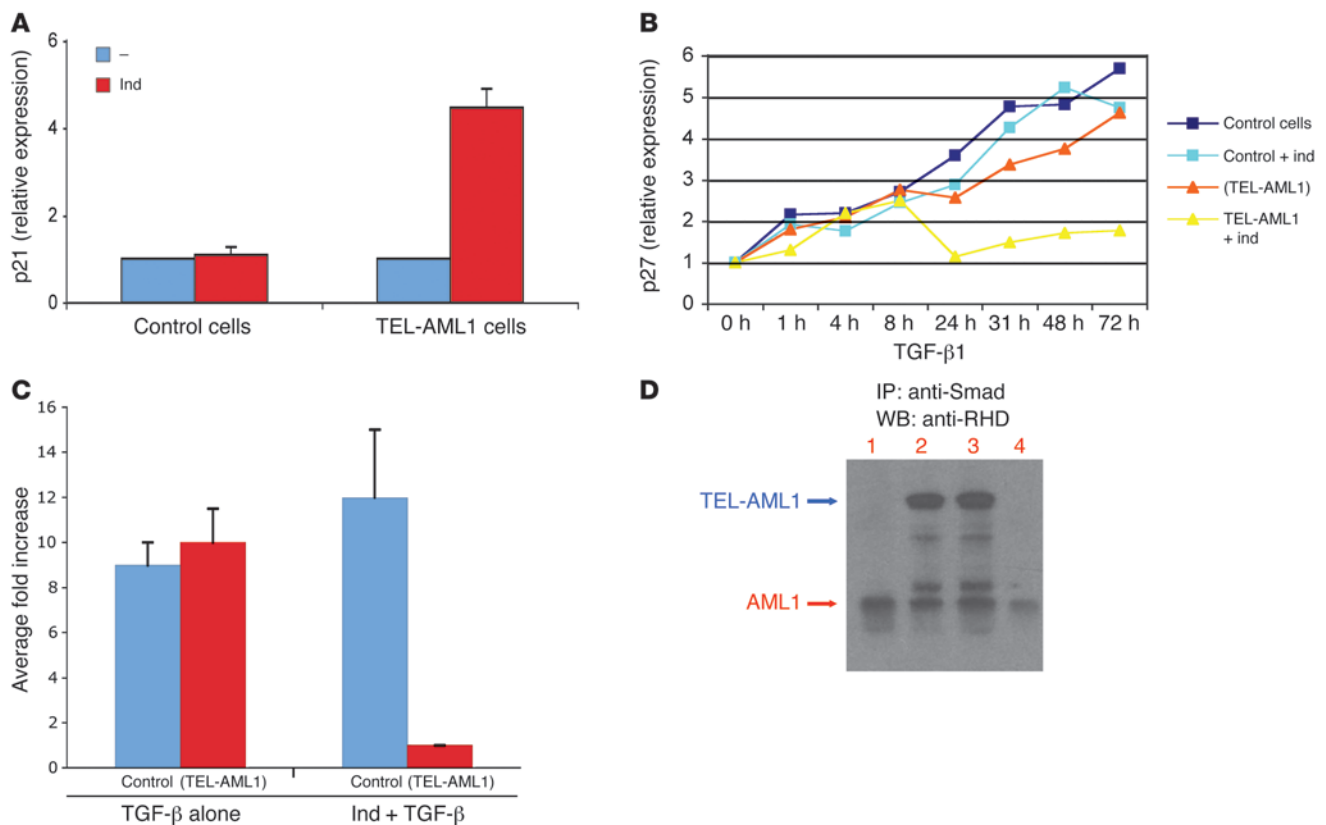 A
p21 (relative expression)
6
4
2
0
–
Ind
Control cells
TEL-AML1 cells
B
p27 (relative expression)
6
5
4
3
2
1
0
0 h 1 h 4 h 8 h 24 h 31 h 48 h 72 h
TGF-β1
Control cells
Control + ind
(TEL-AML1)
TEL-AML1
+ ind
C
Average fold increase
16
14
12
10
8
6
4
2
0
Control (TEL-AML1)
Control (TEL-AML1)
TGF-β alone
Ind + TGF-β
D
IP: anti-Smad
WB: anti-RHD
1 2 3 4
TEL-AML1
AML1